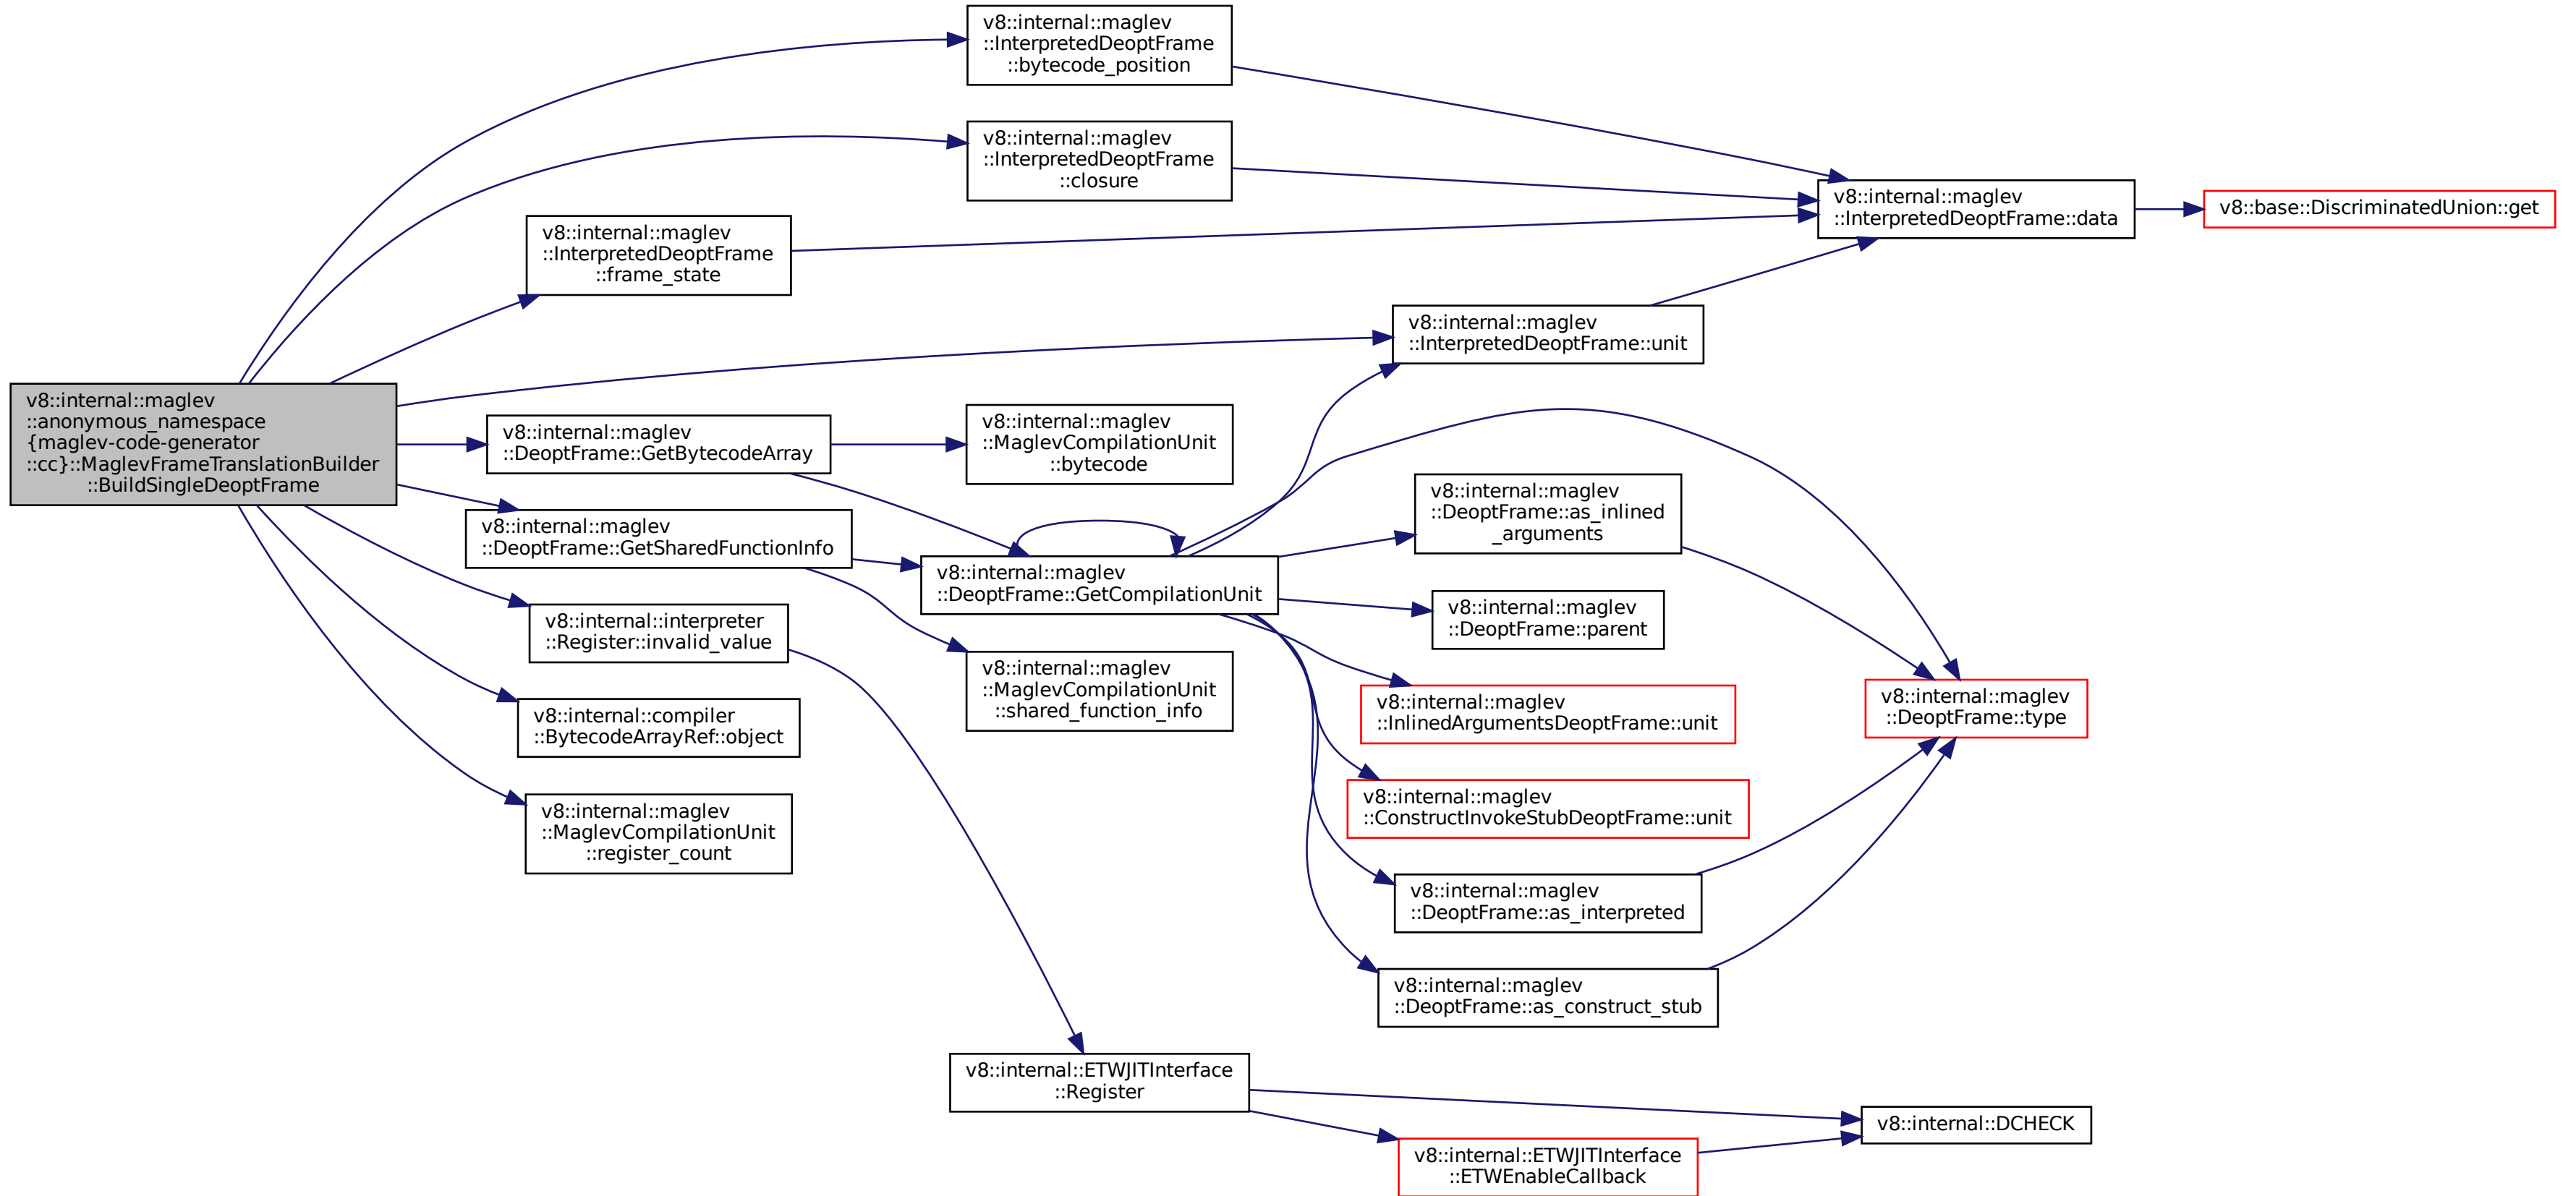 v8::internal::maglev
::InterpretedDeoptFrame
::bytecode_position
v8::internal::maglev
::InterpretedDeoptFrame
::closure
v8::internal::maglev
::InterpretedDeoptFrame::data
v8::base::DiscriminatedUnion::get
v8::internal::maglev
::InterpretedDeoptFrame
::frame_state
v8::internal::maglev
::InterpretedDeoptFrame::unit
v8::internal::maglev
::anonymous_namespace
{maglev-code-generator
::cc}::MaglevFrameTranslationBuilder
::BuildSingleDeoptFrame
v8::internal::maglev
::DeoptFrame::GetBytecodeArray
v8::internal::maglev
::MaglevCompilationUnit
::bytecode
v8::internal::maglev
::DeoptFrame::as_inlined
_arguments
v8::internal::maglev
::DeoptFrame::GetSharedFunctionInfo
v8::internal::maglev
::DeoptFrame::GetCompilationUnit
v8::internal::maglev
::DeoptFrame::parent
v8::internal::interpreter
::Register::invalid_value
v8::internal::maglev
::MaglevCompilationUnit
::shared_function_info
v8::internal::maglev
::InlinedArgumentsDeoptFrame::unit
v8::internal::maglev
::DeoptFrame::type
v8::internal::compiler
::BytecodeArrayRef::object
v8::internal::maglev
::ConstructInvokeStubDeoptFrame::unit
v8::internal::maglev
::MaglevCompilationUnit
::register_count
v8::internal::maglev
::DeoptFrame::as_interpreted
v8::internal::maglev
::DeoptFrame::as_construct_stub
v8::internal::ETWJITInterface
::Register
v8::internal::DCHECK
v8::internal::ETWJITInterface
::ETWEnableCallback